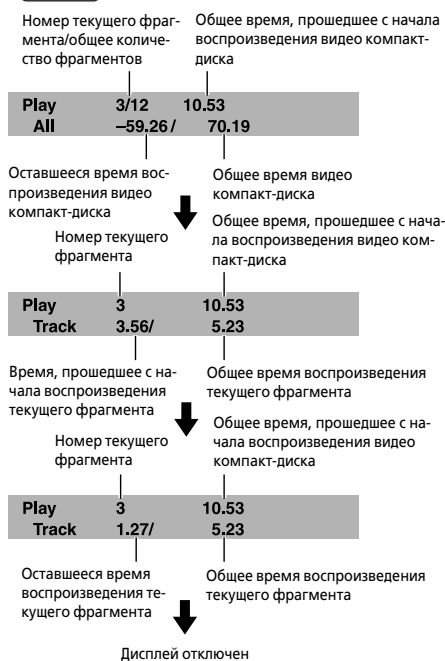 Номер текущего фраг-
мента/общее количе-
ство фрагментов
Общее время, прошедшее с начала
воспроизведения видео компакт-
диска
Play 3/12 10.53
All –59.26 / 70.19
Оставшееся время вос-
произведения видео
компакт-диска
Общее время видео
компакт-диска
Номер текущего
фрагмента
Общее время, прошедшее с нача-
ла воспроизведения видео ком-
пакт-диска
Play 3 10.53
Track 3.56/ 5.23
Время, прошедшее с на-
чала воспроизведения
текущего фрагмента
Общее время воспроизведения
текущего фрагмента
Номер текущего
фрагмента
Общее время, прошедшее с на-
чала воспроизведения видео
компакт-диска
Play 3 10.53
Track 1.27/ 5.23
Оставшееся время
воспроизведения те-
кущего фрагмента
Общее время воспроизведения
текущего фрагмента
Дисплей отключен